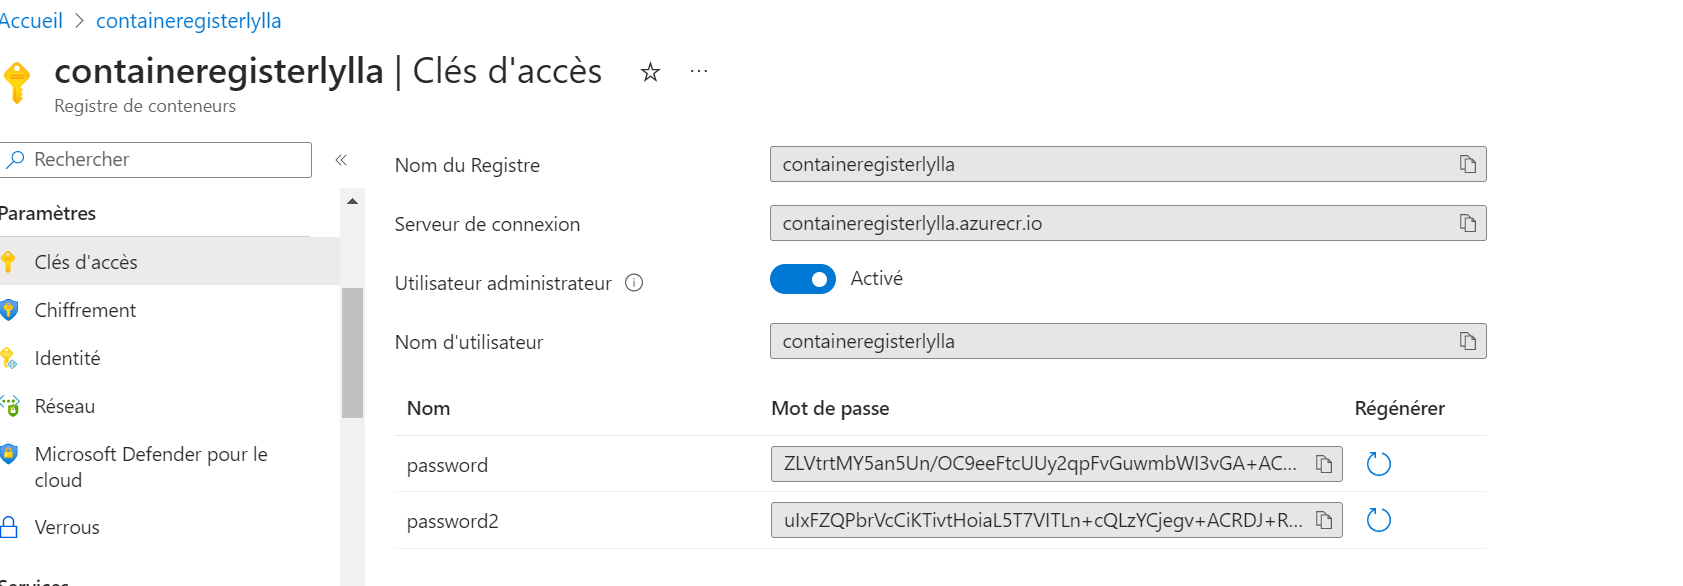 Accueil > containeregisterlylla
containeregisterlylla | Clés d'accès ...
Registre de conteneurs
Rechercher
Paramètres
Clés d'accès
Chiffrement
Identité
Réseau
Microsoft Defender pour le
cloud
Verrous
Services
Nom du Registre
containeregisterlylla
Serveur de connexion
containeregisterlylla.azurecr.io
Utilisateur administrateur
Activé
Nom d'utilisateur
containeregisterlylla
Nom Mot de passe Régénérer
password ZLVtrtMY5an5Un/OC9eeFtcUUy2qpFvGuwmbWI3vGA+AC...
password2 uIxFZQPbrVcCiKTivtHoiaL5T7VITLn+cQLzYCjegv+ACRDJ+R...